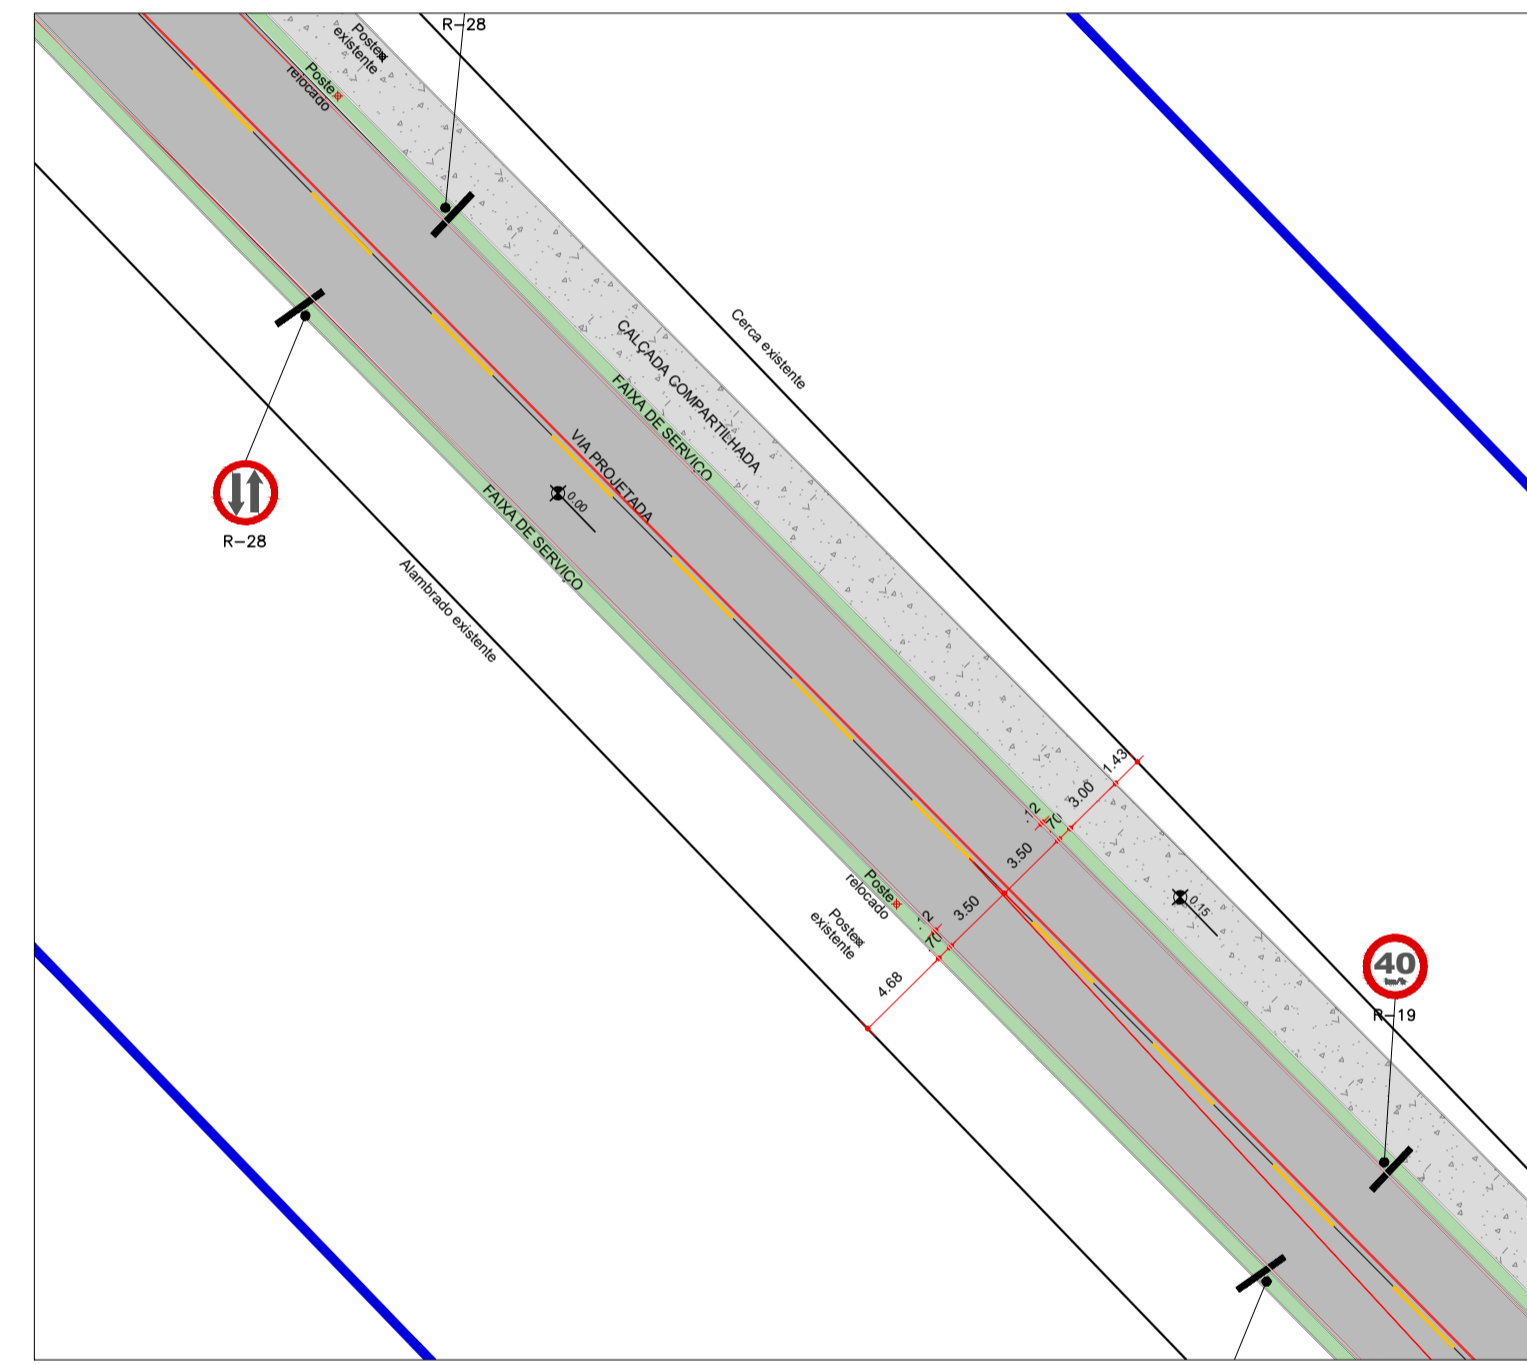 R-28
Poste
existente
Poste
relocado
Cerca existente
CALÇADA COMPARTILHADA
FAIXA DE SERVIÇO
VIA PROJETADA
0.00
FAIXA DE SERVIÇO
R-28
Alambrado existente
1.43
3.00
.12
70
3.50
3.50
.12
70
4.68
Poste
relocado
Poste
existente
0.15
40
km/h
R-19